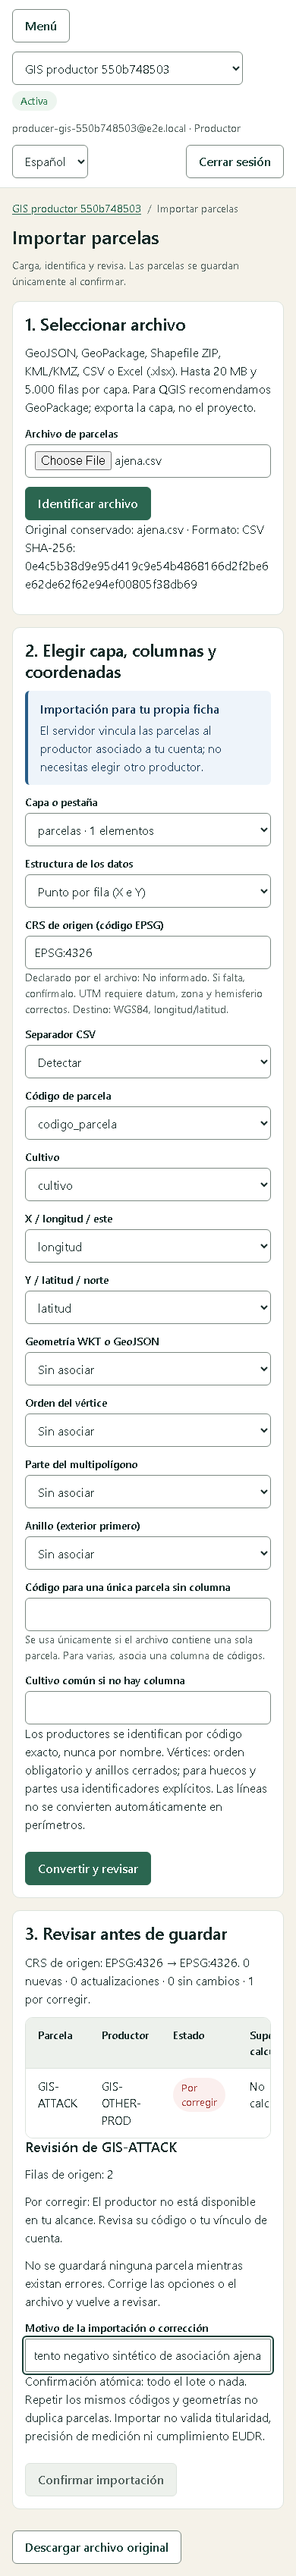 Menú
GIS productor 550b748503
Activa
producer-gis-550b748503@e2e.local · Productor
Español
Cerrar sesión
GIS productor 550b748503 / Importar parcelas
Importar parcelas
Carga, identifica y revisa. Las parcelas se guardan
únicamente al confirmar.
1. Seleccionar archivo
GeoJSON, GeoPackage, Shapefile ZIP,
KML/KMZ, CSV o Excel (.xlsx). Hasta 20 MB y
5.000 filas por capa. Para QGIS recomendamos
GeoPackage; exporta la capa, no el proyecto.
Archivo de parcelas
Choose File ajena.csv
Identificar archivo
Original conservado: ajena.csv · Formato: CSV
SHA-256:
0e4c5b38d9e95d419c9e54b4868166d2f2be6
e62de62f62e94ef00805f38db69
2. Elegir capa, columnas y
coordenadas
Importación para tu propia ficha
El servidor vincula las parcelas al
productor asociado a tu cuenta; no
necesitas elegir otro productor.
Capa o pestaña
parcelas · 1 elementos
Estructura de los datos
Punto por fila (X e Y)
CRS de origen (código EPSG)
EPSG:4326
Declarado por el archivo: No informado. Si falta,
confírmalo. UTM requiere datum, zona y hemisferio
correctos. Destino: WGS84, longitud/latitud.
Separador CSV
Detectar
Código de parcela
codigo_parcela
Cultivo
cultivo
X / longitud / este
longitud
Y / latitud / norte
latitud
Geometría WKT o GeoJSON
Sin asociar
Orden del vértice
Sin asociar
Parte del multipolígono
Sin asociar
Anillo (exterior primero)
Sin asociar
Código para una única parcela sin columna
Se usa únicamente si el archivo contiene una sola
parcela. Para varias, asocia una columna de códigos.
Cultivo común si no hay columna
Los productores se identifican por código
exacto, nunca por nombre. Vértices: orden
obligatorio y anillos cerrados; para huecos y
partes usa identificadores explícitos. Las líneas
no se convierten automáticamente en
perímetros.
Convertir y revisar
3. Revisar antes de guardar
CRS de origen: EPSG:4326 → EPSG:4326. 0
nuevas · 0 actualizaciones · 0 sin cambios · 1
por corregir.
Parcela Productor Estado Supe
calcu
GIS-
ATTACK
GIS-
OTHER-
PROD
Por
corregir
No
calc
Revisión de GIS-ATTACK
Filas de origen: 2
Por corregir: El productor no está disponible
en tu alcance. Revisa su código o tu vínculo de
cuenta.
No se guardará ninguna parcela mientras
existan errores. Corrige las opciones o el
archivo y vuelve a revisar.
Motivo de la importación o corrección
tento negativo sintético de asociación ajena
Confirmación atómica: todo el lote o nada.
Repetir los mismos códigos y geometrías no
duplica parcelas. Importar no valida titularidad,
precisión de medición ni cumplimiento EUDR.
Confirmar importación
Descargar archivo original